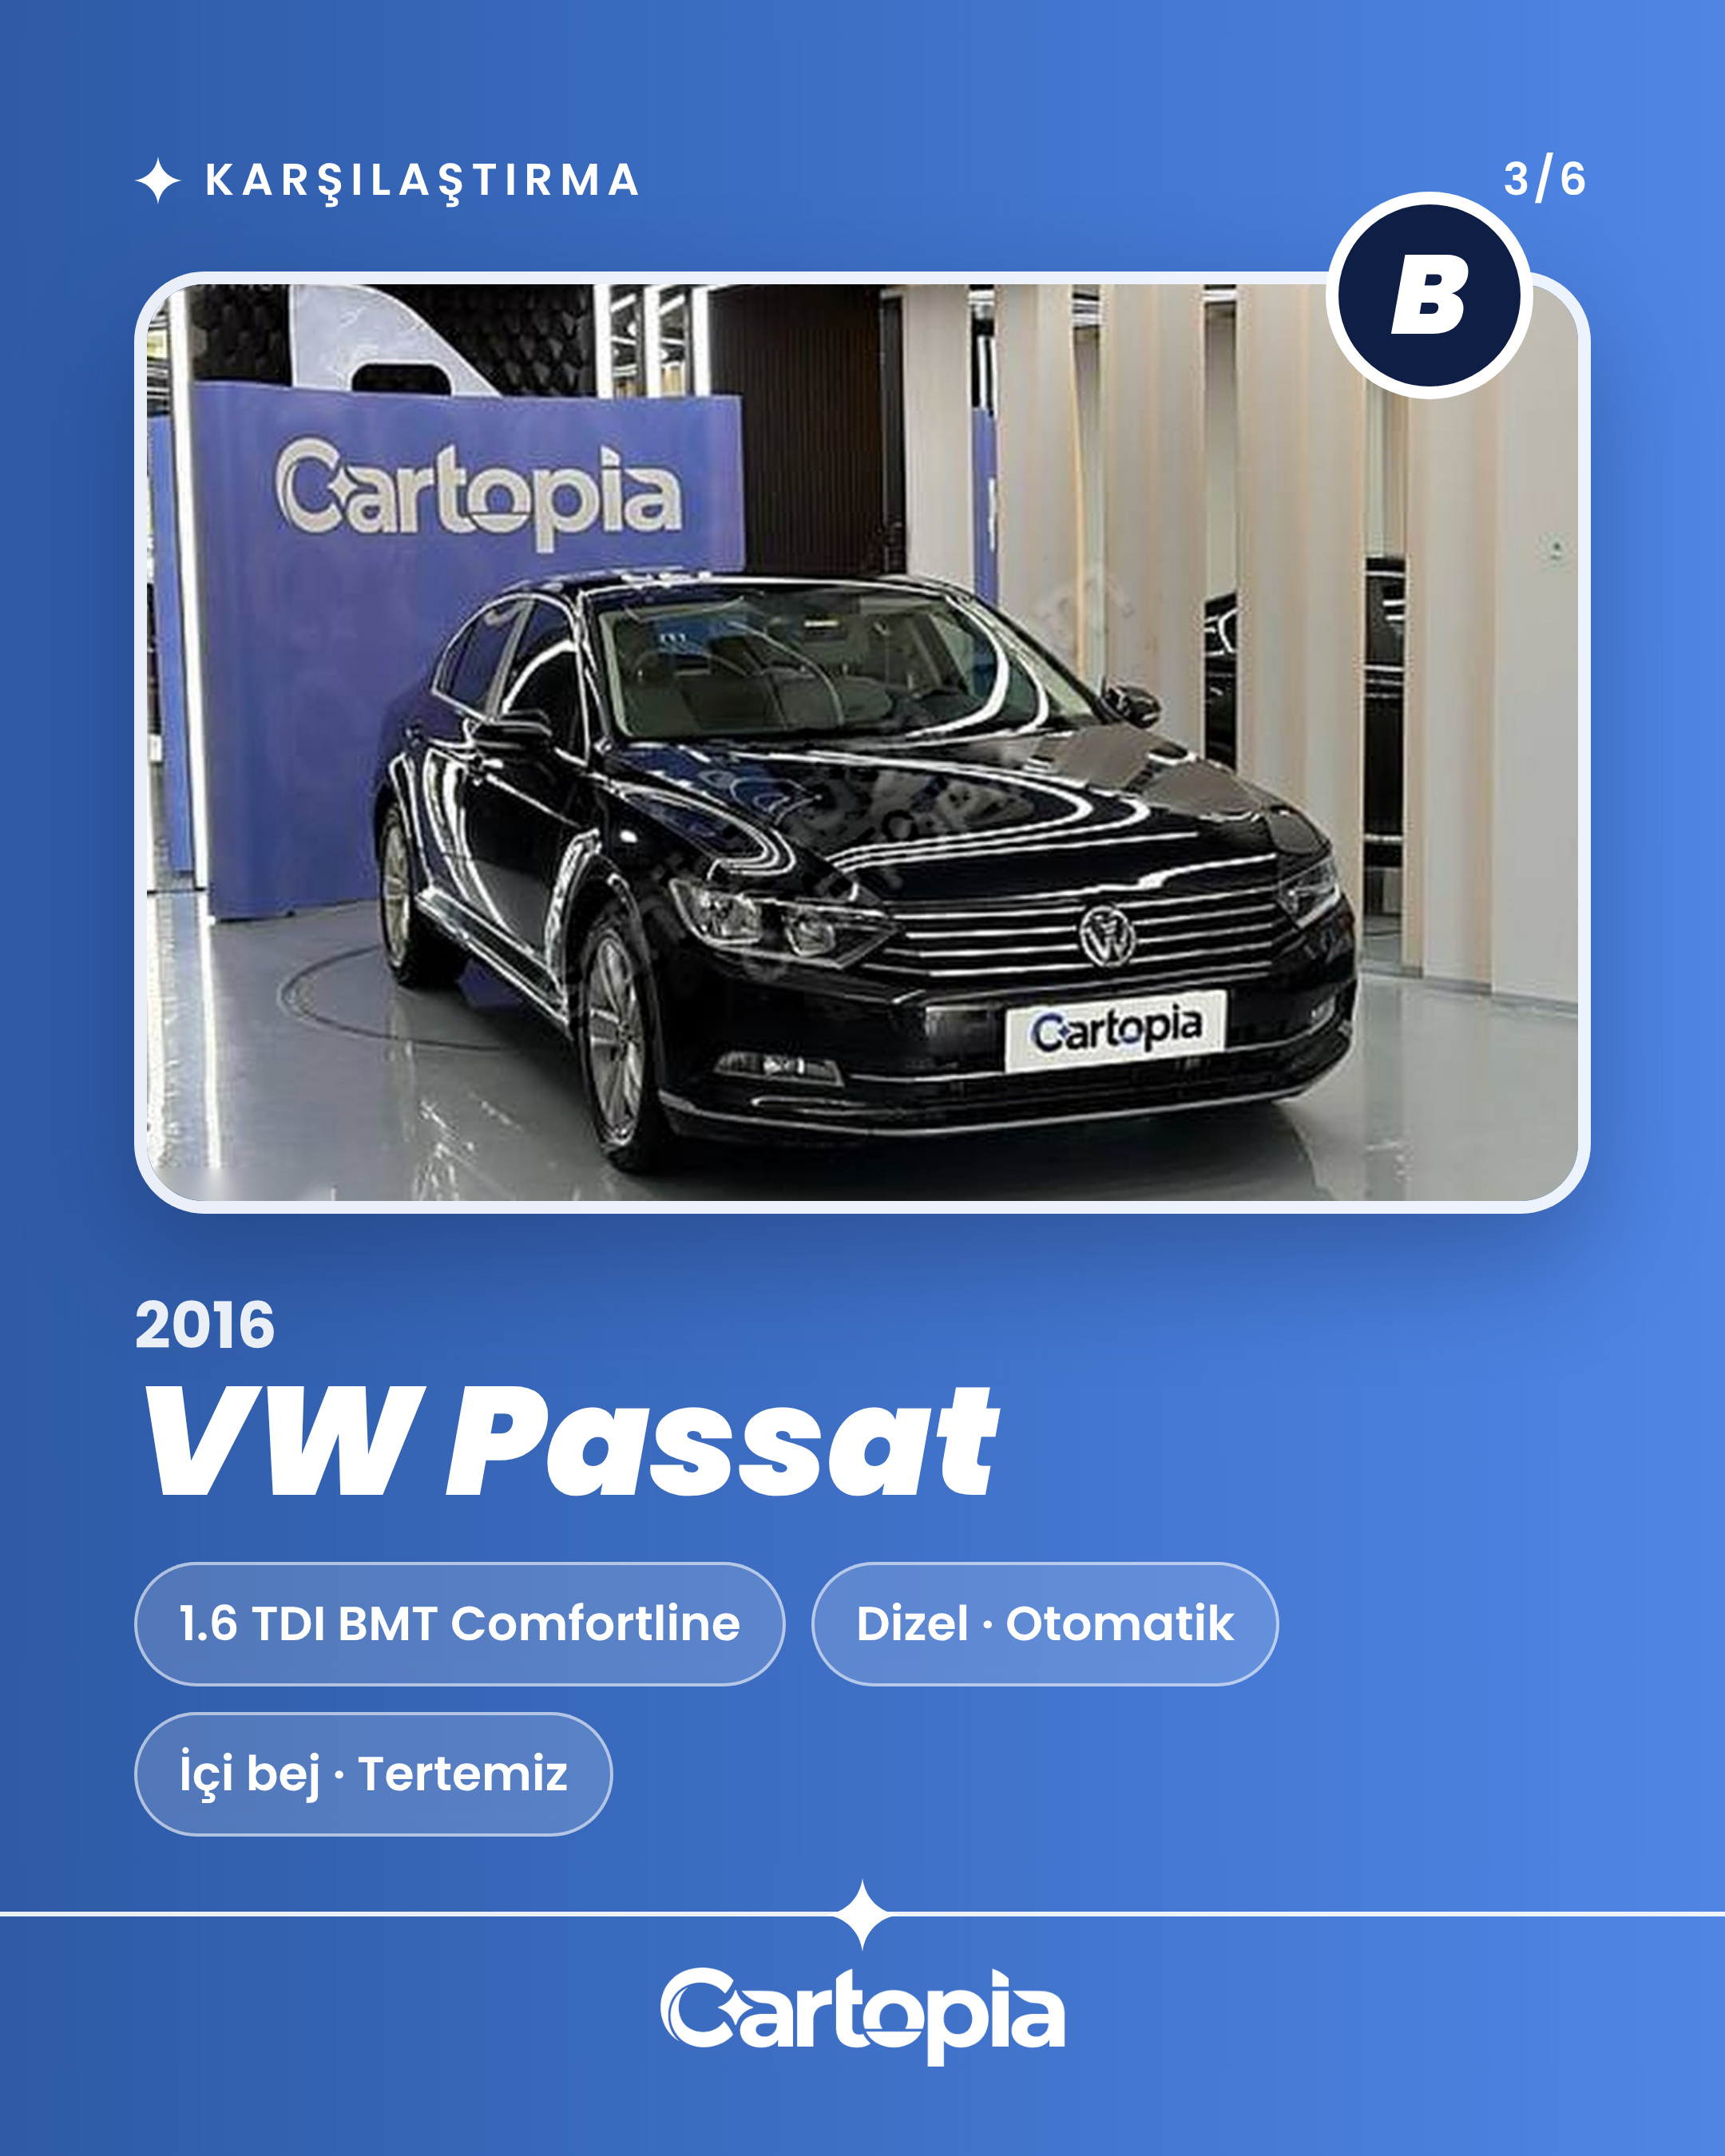 KARŞILAŞTIRMA
3/6
B
Cartopia
Cartopia
2016
VW Passat
1.6 TDI BMT Comfortline
Dizel · Otomatik
İçi bej · Tertemiz
Cartopia